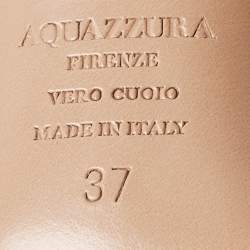 AQUAZZURA
FIRENZE
VERO CUOIO
MADE IN ITALY
37